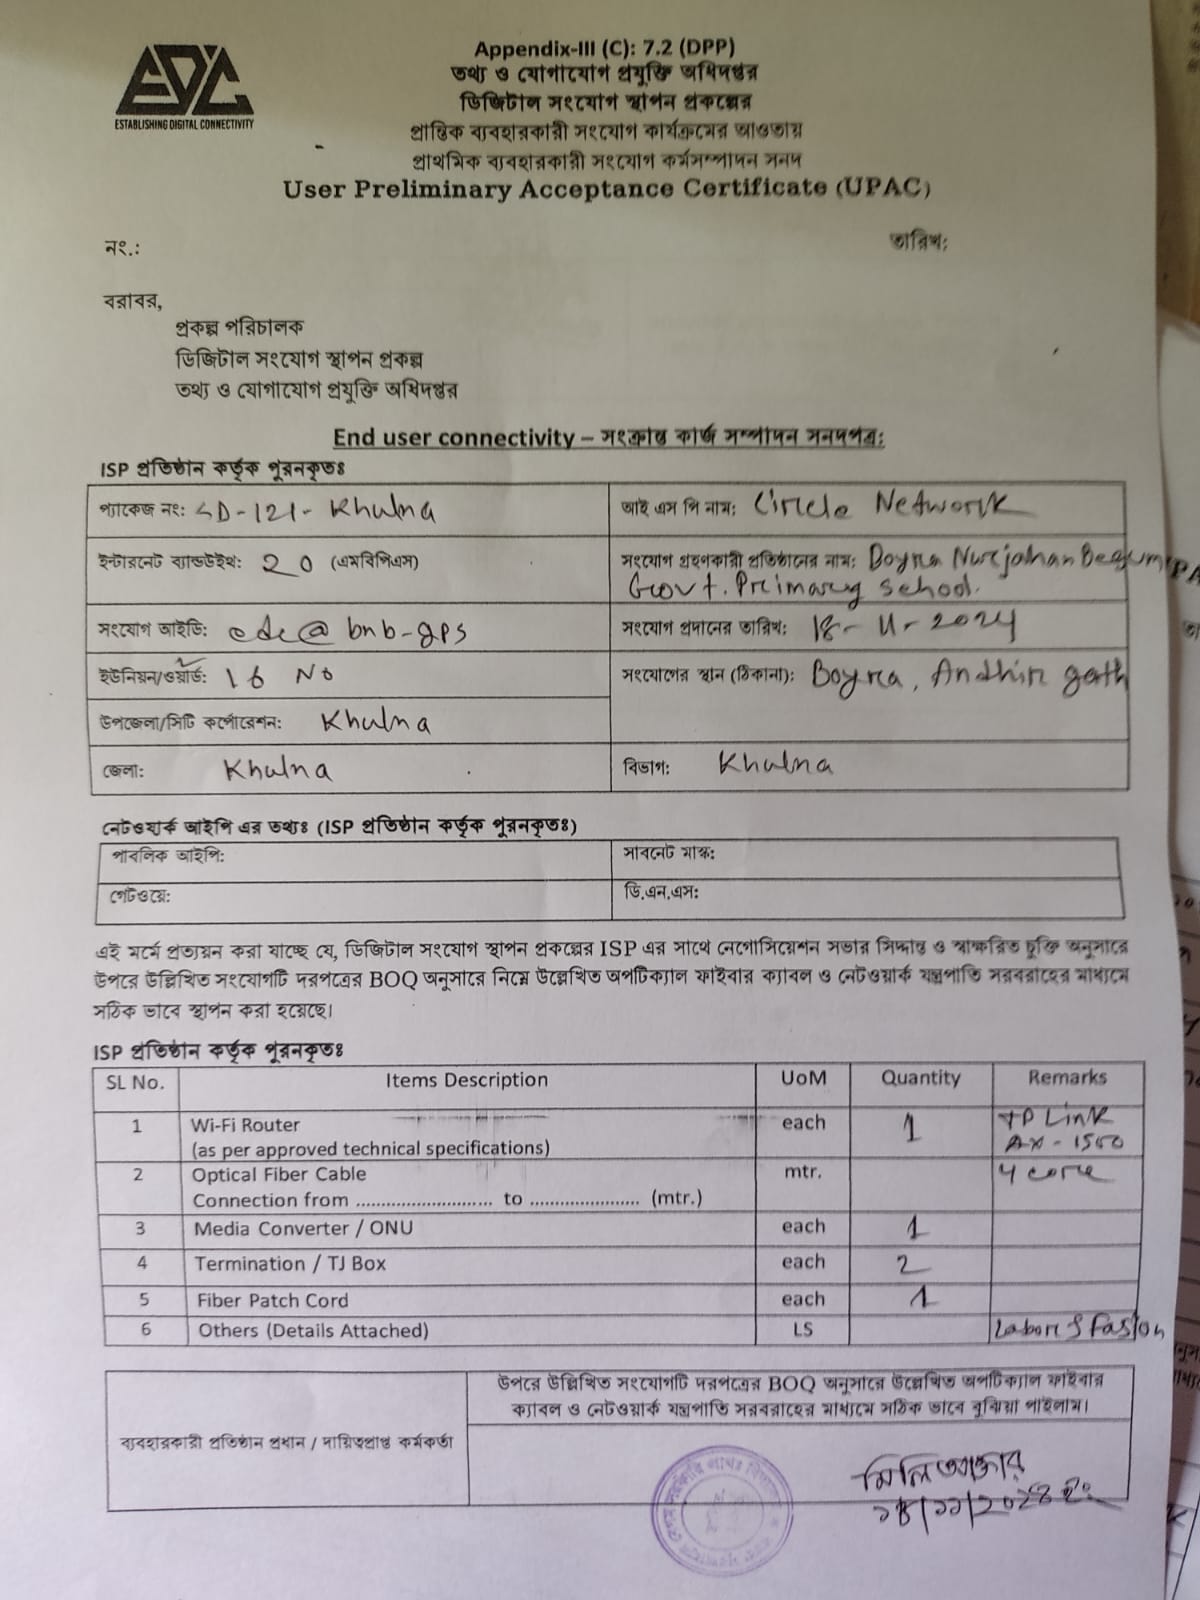 EDC
ESTABLISHING DIGITAL CONNECTIVITY
Appendix-III (C): 7.2 (DPP)
তথ্য ও যোগাযোগ প্রযুক্তি অধিদপ্তর
ডিজিটাল সংযোগ স্থাপন প্রকল্পের
প্রান্তিক ব্যবহারকারী সংযোগ কার্যক্রমের আওতায়
প্রাথমিক ব্যবহারকারী সংযোগ কর্মসম্পাদন সনদ
User Preliminary Acceptance Certificate (UPAC)
নং.:
তারিখ:
বরাবর,
প্রকল্প পরিচালক
ডিজিটাল সংযোগ স্থাপন প্রকল্প
তথ্য ও যোগাযোগ প্রযুক্তি অধিদপ্তর
End user connectivity – সংক্রান্ত কার্জ সম্পাদন সনদপত্র:
ISP প্রতিষ্ঠান কর্তৃক পুরনকৃতঃ
প্যাকেজ নং: SD-121- Khulna
আই এস পি নাম: Circle Network
ইন্টারনেট ব্যান্ডউইথ: 20 (এমবিপিএস)
সংযোগ গ্রহণকারী প্রতিষ্ঠানের নাম: Boyra Nurjahan Begum
Govt. Primary School.
সংযোগ আইডি: edc@bnb-gps
সংযোগ প্রদানের তারিখ: 18-11-2024
ইউনিয়ন/ওয়ার্ড: 16 No
সংযোগের স্থান (ঠিকানা): Boyra, Andhir
উপজেলা/সিটি কর্পোরেশন: Khulna
জেলা: Khulna
বিভাগ: Khulna
নেটওয়ার্ক আইপি এর তথ্যঃ (ISP প্রতিষ্ঠান কর্তৃক পুরনকৃতঃ)
পাবলিক আইপি:
সাবনেট মাস্ক:
গেটওয়ে:
ডি.এন.এস:
এই মর্মে প্রত্যয়ন করা যাচ্ছে যে, ডিজিটাল সংযোগ স্থাপন প্রকল্পের ISP এর সাথে নেগোসিয়েশন সভার সিদ্ধান্ত ও স্বাক্ষরিত চুক্তি অনুসারে
উপরে উল্লিখিত সংযোগটি দরপত্রের BOQ অনুসারে নিম্নে উল্লেখিত অপটিক্যাল ফাইবার ক্যাবল ও নেটওয়ার্ক যন্ত্রপাতি সরবরাহের মাধ্যমে
সঠিক ভাবে স্থাপন করা হয়েছে।
ISP প্রতিষ্ঠান কর্তৃক পুরনকৃতঃ
SL No. Items Description UoM Quantity Remarks
1 Wi-Fi Router each 1 TP Link
(as per approved technical specifications) AX-1500
2 Optical Fiber Cable mtr. 4 core
Connection from ........................... to ...................... (mtr.)
3 Media Converter / ONU each 1
4 Termination / TJ Box each 2
5 Fiber Patch Cord each 1
6 Others (Details Attached) LS Labor &
উপরে উল্লিখিত সংযোগটি দরপত্রের BOQ অনুসারে উল্লেখিত অপটিক্যাল ফাইবার
ক্যাবল ও নেটওয়ার্ক যন্ত্রপাতি সরবরাহের মাধ্যমে সঠিক ভাবে বুঝিয়া পাইলাম।
ব্যবহারকারী প্রতিষ্ঠান প্রধান / দায়িত্বপ্রাপ্ত কর্মকর্তা
মিলি আক্তার
১৮/১১/২০২৪